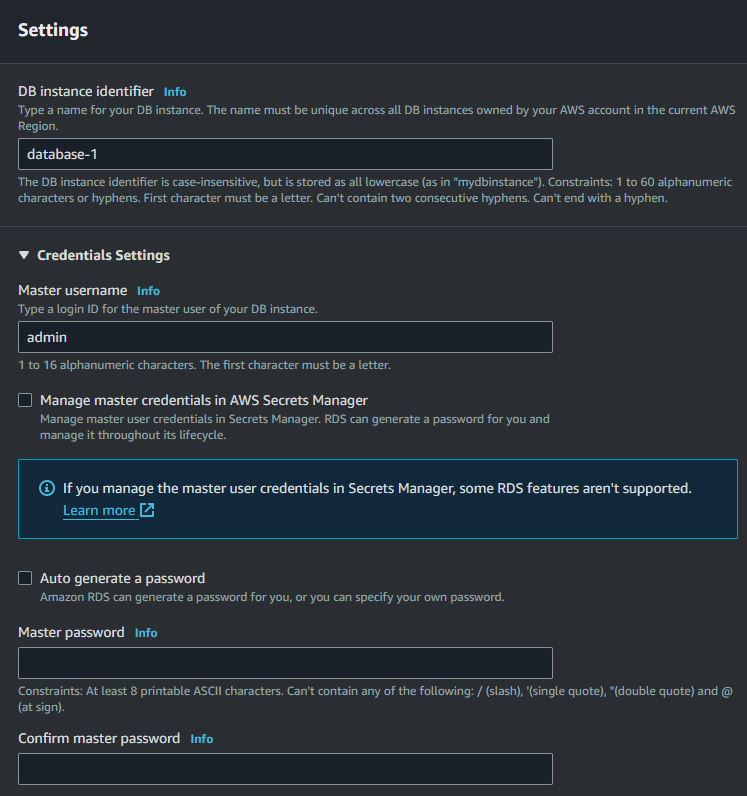 Settings
DB instance identifier Info
Type a name for your DB instance. The name must be unique across all DB instances owned by your AWS account in the current AWS
Region.
database-1
The DB instance identifier is case-insensitive, but is stored as all lowercase (as in "mydbinstance"). Constraints: 1 to 60 alphanumeric
characters or hyphens. First character must be a letter. Can't contain two consecutive hyphens. Can't end with a hyphen.
Credentials Settings
Master username Info
Type a login ID for the master user of your DB instance.
admin
1 to 16 alphanumeric characters. The first character must be a letter.
Manage master credentials in AWS Secrets Manager
Manage master user credentials in Secrets Manager. RDS can generate a password for you and
manage it throughout its lifecycle.
If you manage the master user credentials in Secrets Manager, some RDS features aren't supported.
Learn more
Auto generate a password
Amazon RDS can generate a password for you, or you can specify your own password.
Master password Info
Constraints: At least 8 printable ASCII characters. Can't contain any of the following: / (slash), '(single quote), "(double quote) and @
(at sign).
Confirm master password Info